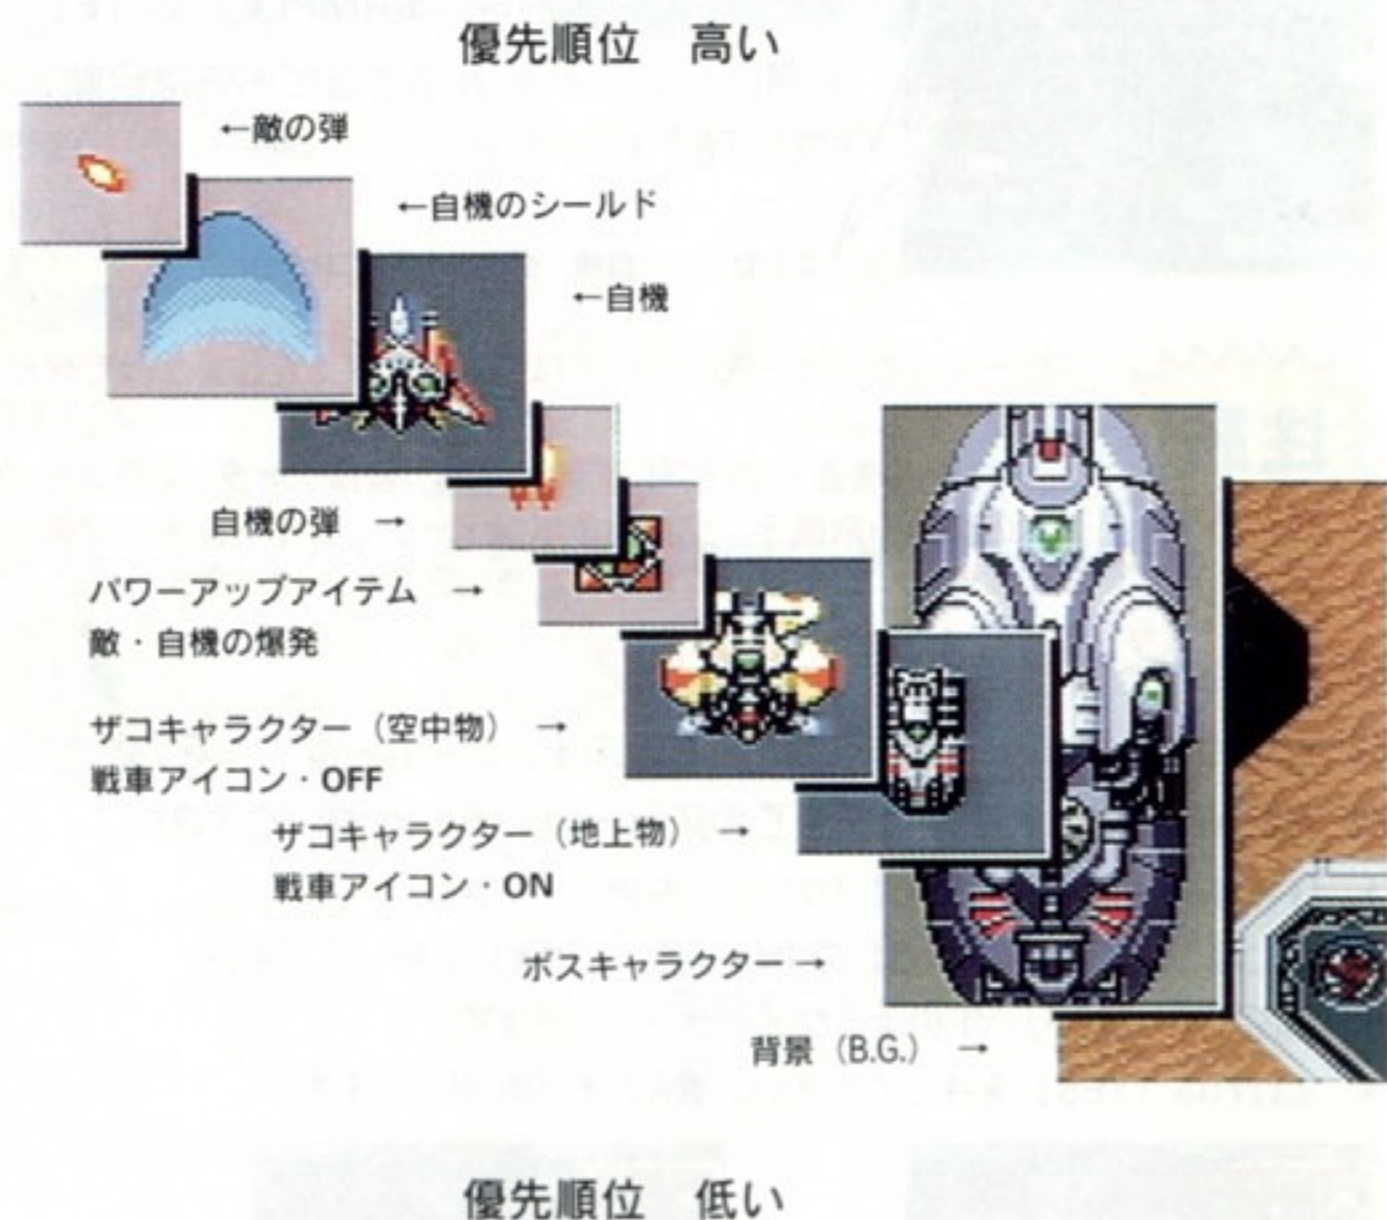 優先順位 高い
←敵の弾
←自機のシールド
←自機
自機の弾 →
パワーアップアイテム →
敵・自機の爆発
ザコキャラクター（空中物） →
戦車アイコン・OFF
ザコキャラクター（地上物） →
戦車アイコン・ON
ボスキャラクター→
背景（B.G.） →
優先順位 低い